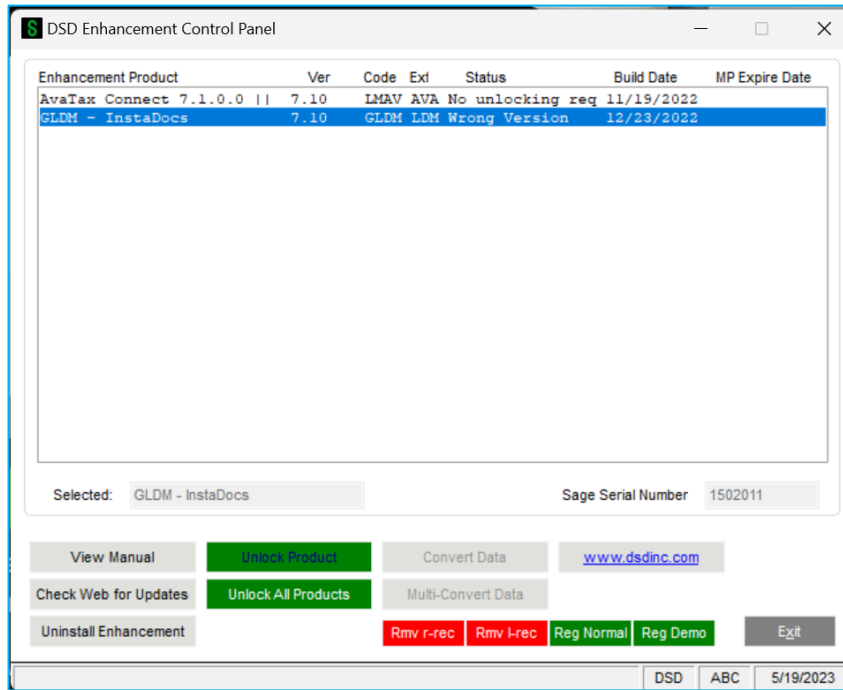 DSD Enhancement Control Panel
Enhancement Product Ver Code Ext Status Build Date MP Expire Date
AvaTax Connect 7.1.0.0 || 7.10 LMAV AVA No unlocking req 11/19/2022
GLDM - InstaDocs 7.10 GLDM LDM Wrong Version 12/23/2022
Selected: GLDM - InstaDocs Sage Serial Number 1502011
View Manual Unlock Product Convert Data www.dsdinc.com
Check Web for Updates Unlock All Products Multi-Convert Data
Uninstall Enhancement Rmv r-rec Rmv l-rec Reg Normal Reg Demo Exit
DSD ABC 5/19/2023